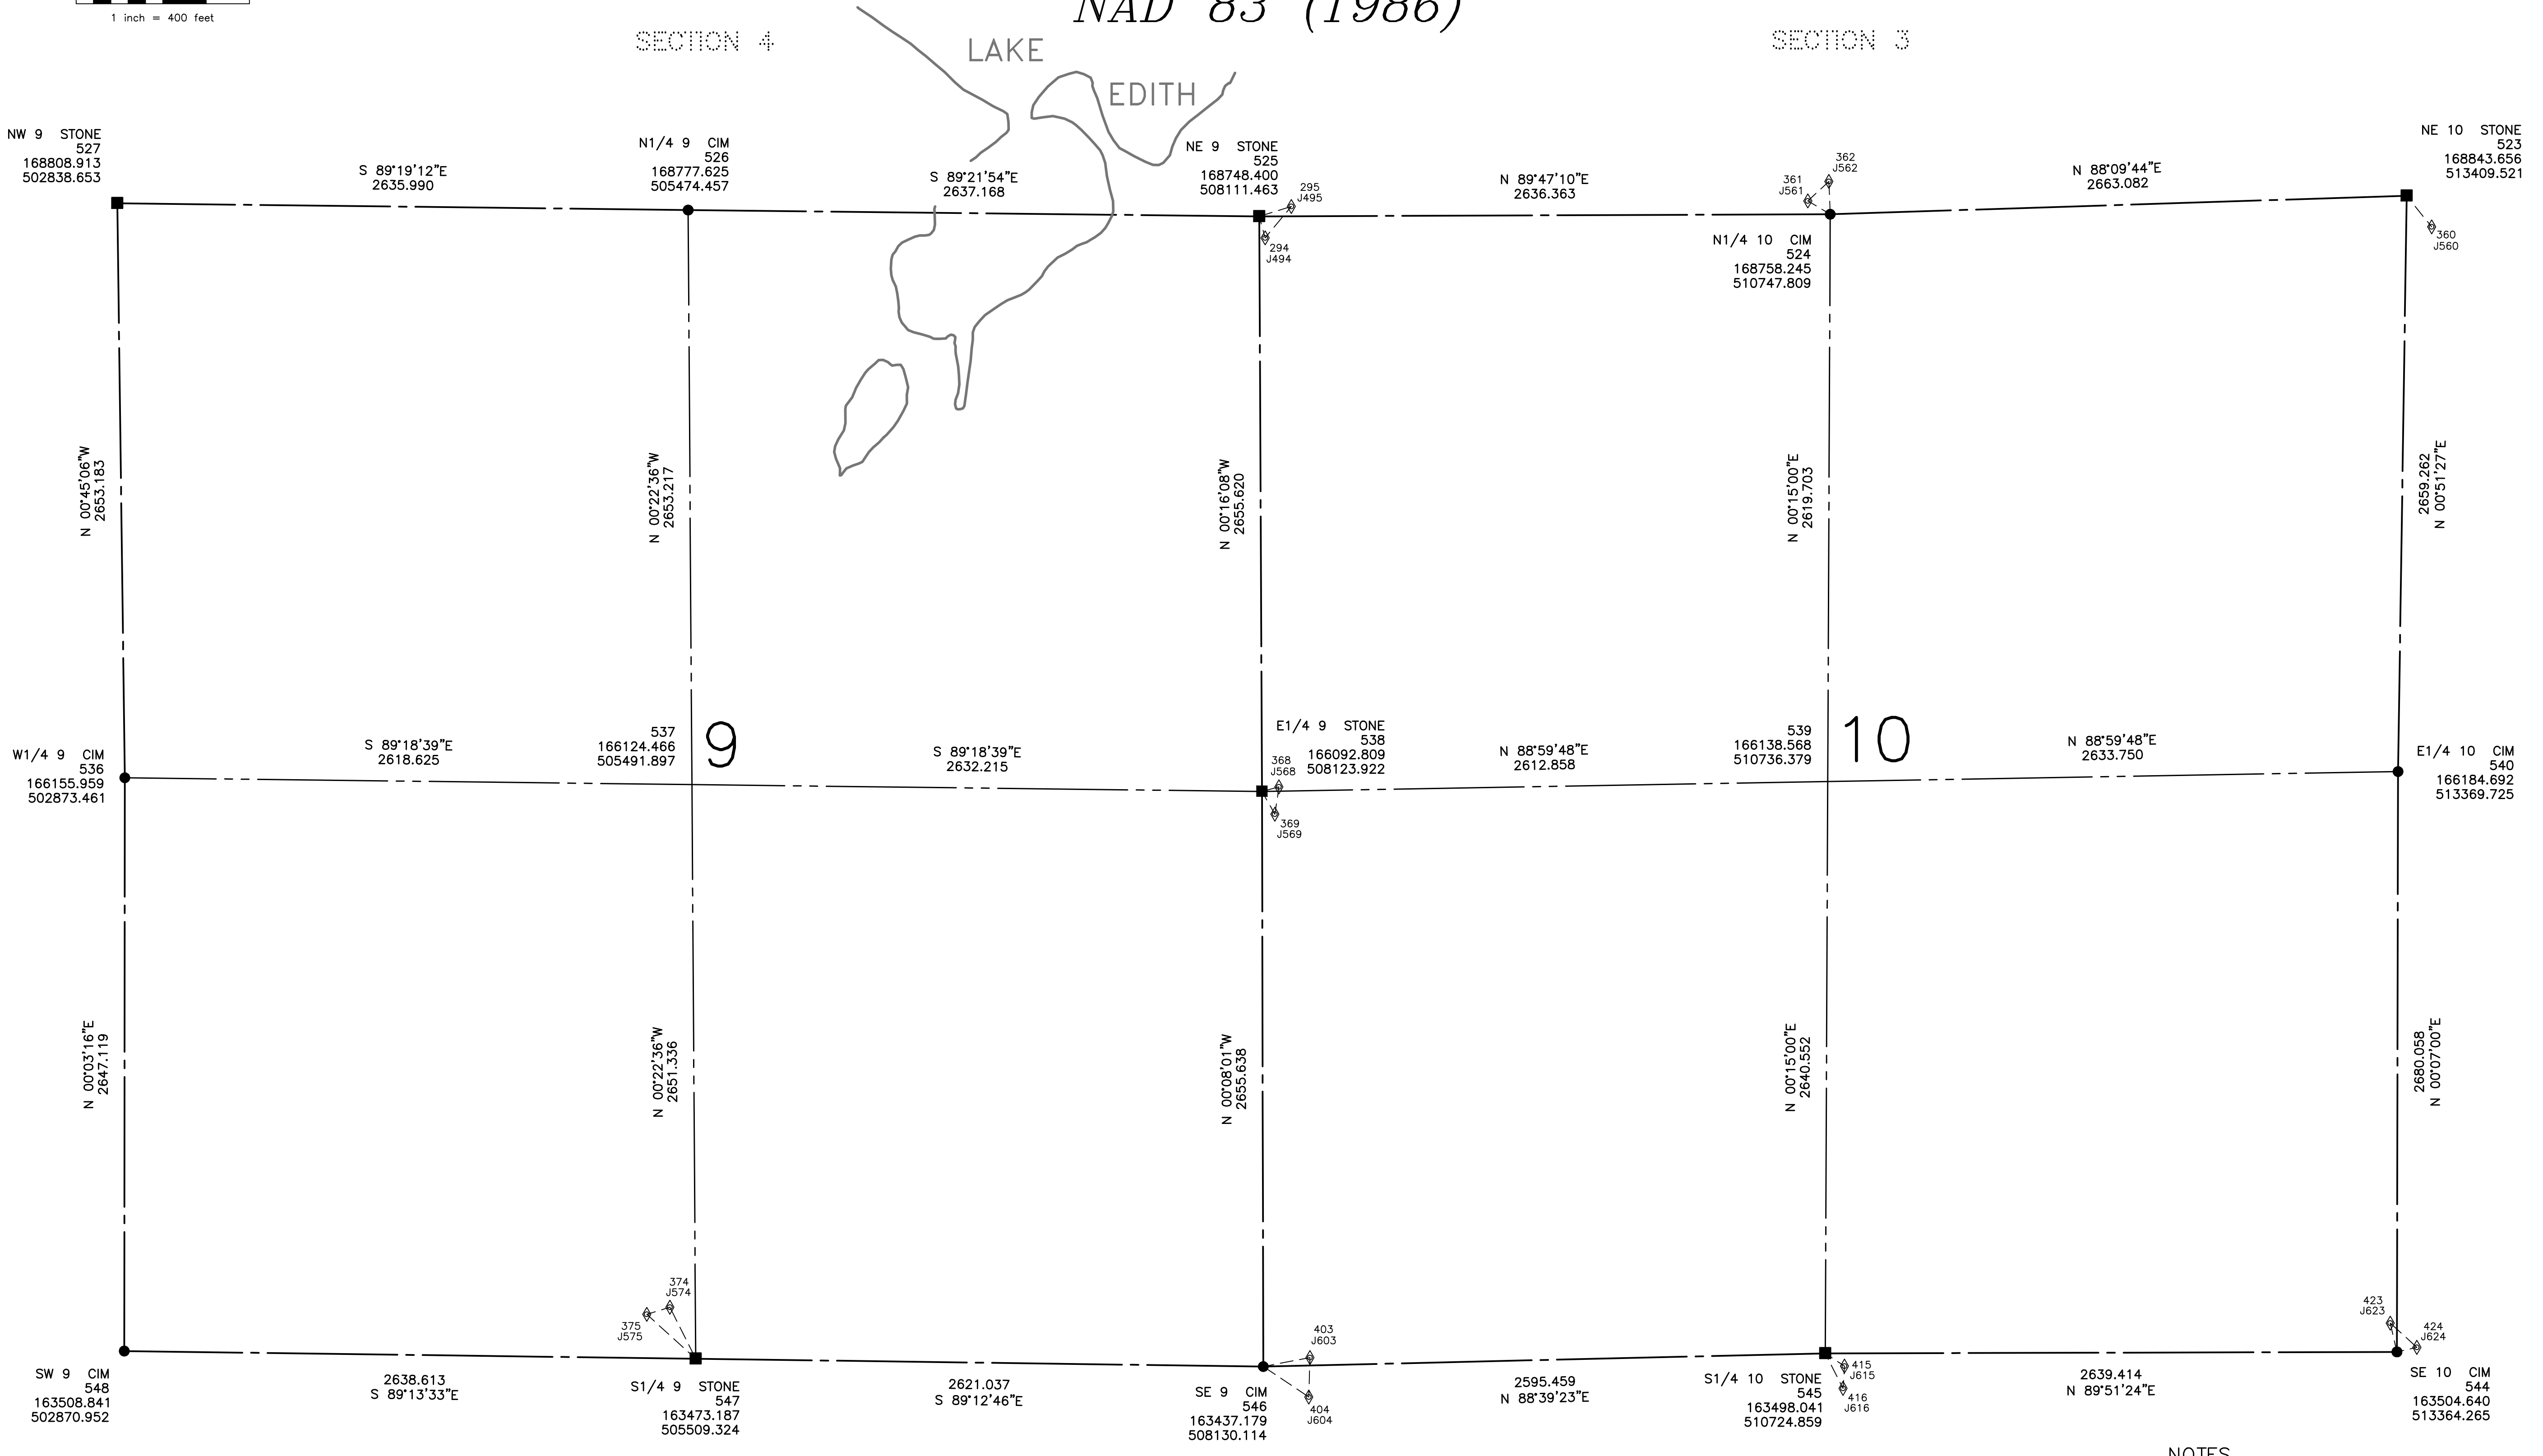 1 inch = 400 feet
NAD 83 (1986)
SECTION 4
SECTION 3
LAKE
EDITH
NW 9 STONE
527
168808.913
502838.653
S 89°19'12"E
2635.990
N1/4 9 CIM
526
168777.625
505474.457
S 89°21'54"E
2637.168
NE 9 STONE
525
168748.400
508111.463
295
J495
294
J494
N 89°47'10"E
2636.363
361
J561
362
J562
N1/4 10 CIM
524
168758.245
510747.809
N 88°09'44"E
2663.082
NE 10 STONE
523
168843.656
513409.521
360
J560
N 00°45'06"W
2653.183
N 00°22'36"W
2653.217
N 00°16'08"W
2655.620
N 00°15'00"E
2619.703
2659.262
N 00°51'27"E
W1/4 9 CIM
536
166155.959
502873.461
S 89°18'39"E
2618.625
537
166124.466
505491.897
9
S 89°18'39"E
2632.215
E1/4 9 STONE
538
166092.809
508123.922
368
J568
369
J569
N 88°59'48"E
2612.858
539
166138.568
510736.379
10
N 88°59'48"E
2633.750
E1/4 10 CIM
540
166184.692
513369.725
N 00°03'16"E
2647.119
N 00°22'36"W
2651.336
N 00°08'01"W
2655.638
N 00°15'00"E
2640.552
2680.058
N 00°07'00"E
SW 9 CIM
548
163508.841
502870.952
2638.613
S 89°13'33"E
374
J574
375
J575
S1/4 9 STONE
547
163473.187
505509.324
2621.037
S 89°12'46"E
SE 9 CIM
546
163437.179
508130.114
403
J603
404
J604
2595.459
N 88°39'23"E
S1/4 10 STONE
545
163498.041
510724.859
415
J615
416
J616
2639.414
N 89°51'24"E
423
J623
424
J624
SE 10 CIM
544
163504.640
513364.265
NOTES